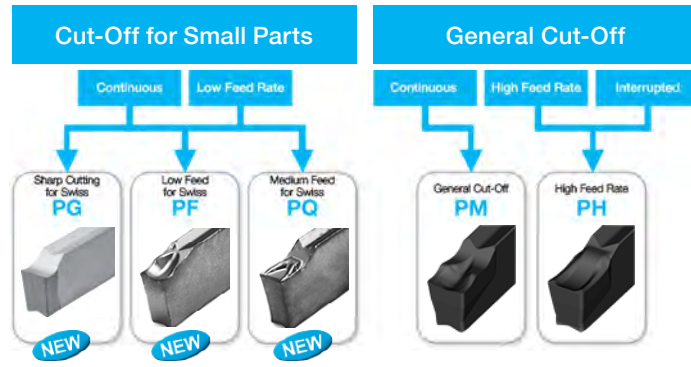 Cut-Off for Small Parts
General Cut-Off
Continuous
Low Feed Rate
Continuous
High Feed Rate
Interrupted
Sharp Cutting
for Swiss
PG
Low Feed
for Swiss
PF
Medium Feed
for Swiss
PQ
General Cut-Off
PM
High Feed Rate
PH
NEW
NEW
NEW